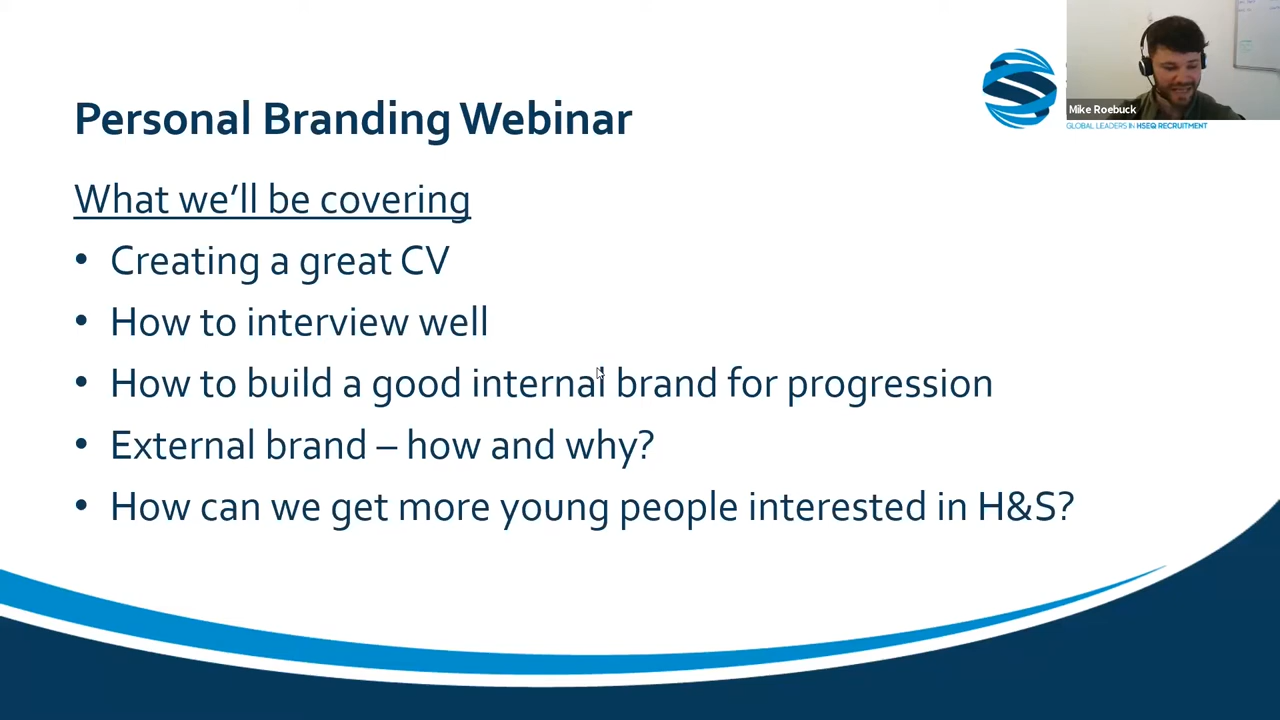 Personal Branding Webinar
Mike Roebuck
GLOBAL LEADERS IN HSEQ RECRUITMENT
What we’ll be covering
• Creating a great CV
• How to interview well
• How to build a good internal brand for progression
• External brand – how and why?
• How can we get more young people interested in H&S?